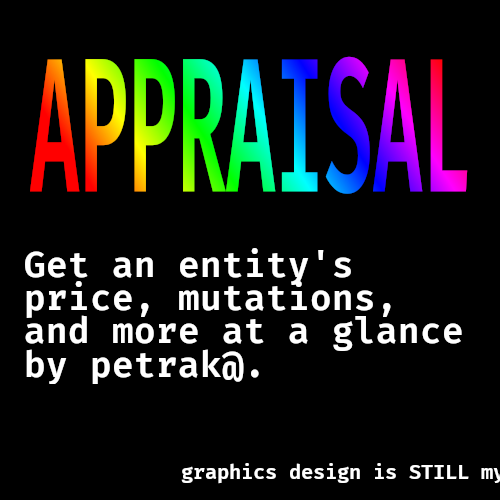 APPRAISAL
Get an entity's
price, mutations,
and more at a glance
by petrak@.
graphics design is STILL my